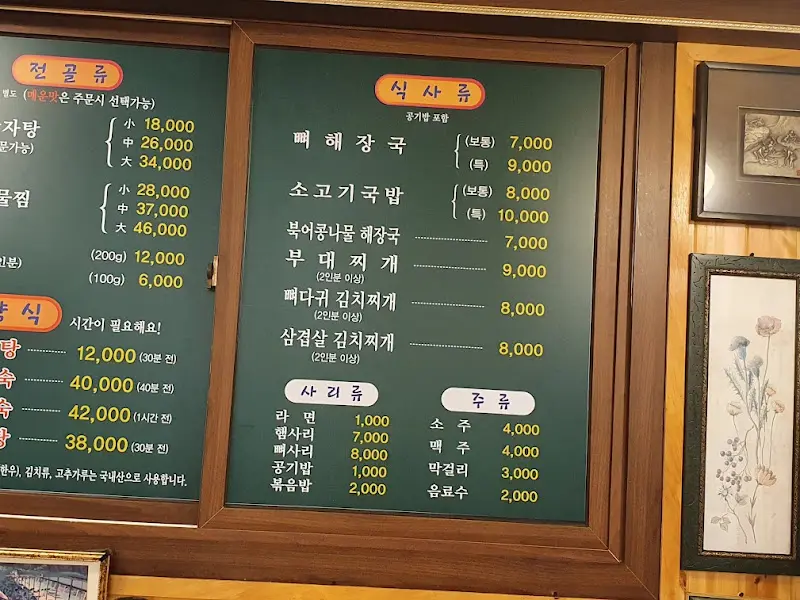 전골류
별도 (매운맛은 주문시 선택가능)
자탕
문가능)
小 18,000
中 26,000
大 34,000
물찜
小 28,000
中 37,000
大 46,000
인분)
(200g) 12,000
(100g) 6,000
양식 시간이 필요해요!
탕 12,000 (30분 전)
숙 40,000 (40분 전)
숙 42,000 (1시간 전)
탕 38,000 (30분 전)
한우), 김치류, 고추가루는 국내산으로 사용합니다.
식사류
공기밥 포함
뼈해장국 (보통) 7,000
(특) 9,000
소고기국밥 (보통) 8,000
(특) 10,000
북어콩나물 해장국 7,000
부대찌개 9,000
(2인분 이상)
뼈다귀 김치찌개 8,000
(2인분 이상)
삼겹살 김치찌개 8,000
(2인분 이상)
사리류
라면 1,000
햄사리 7,000
뼈사리 8,000
공기밥 1,000
볶음밥 2,000
주류
소주 4,000
맥주 4,000
막걸리 3,000
음료수 2,000